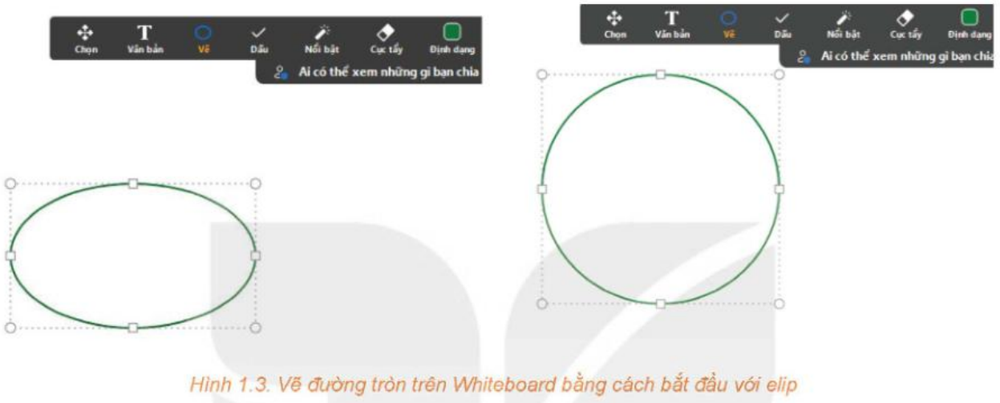 Chọn Văn bản Vẽ Dấu Nổi bật Cục tẩy Định dạng
Ai có thể xem những gì bạn chia
Chọn Văn bản Vẽ Dấu Nổi bật Cục tẩy Định dạng
Ai có thể xem những gì bạn chia
Hình 1.3. Vẽ đường tròn trên Whiteboard bằng cách bắt đầu với elip